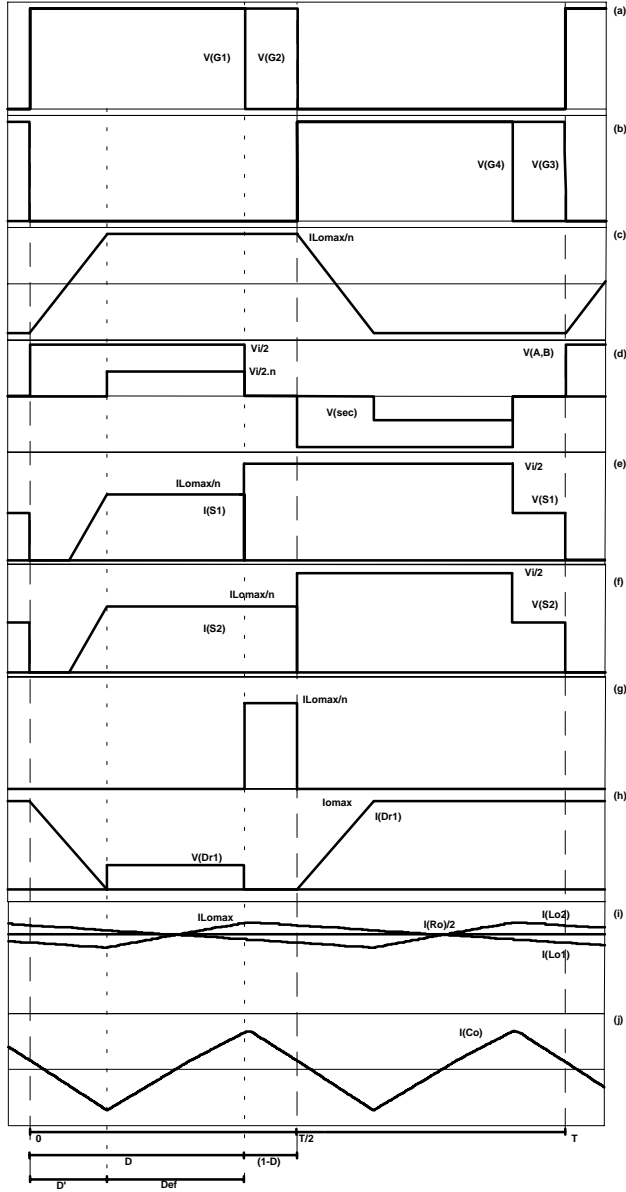 (a)
V(G1) V(G2)
(b)
V(G4) V(G3)
(c)
ILomax/n
(d)
Vi/2 V(A,B)
Vi/2.n
V(sec)
(e)
Vi/2
ILomax/n
V(S1)
I(S1)
(f)
Vi/2
ILomax/n
V(S2)
I(S2)
(g)
ILomax/n
(h)
Iomax
I(Dr1)
V(Dr1)
(i)
ILomax I(Lo2)
I(Ro)/2
I(Lo1)
(j)
I(Co)
0 T/2 T
D (1-D)
D' Def